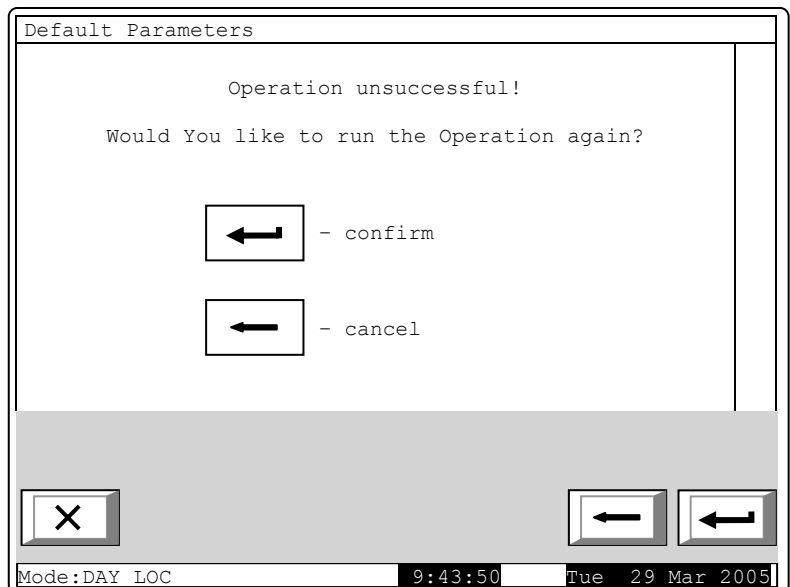 Default Parameters
Operation unsuccessful!
Would You like to run the Operation again?
- confirm
- cancel
Mode:DAY LOC 9:43:50 Tue 29 Mar 2005